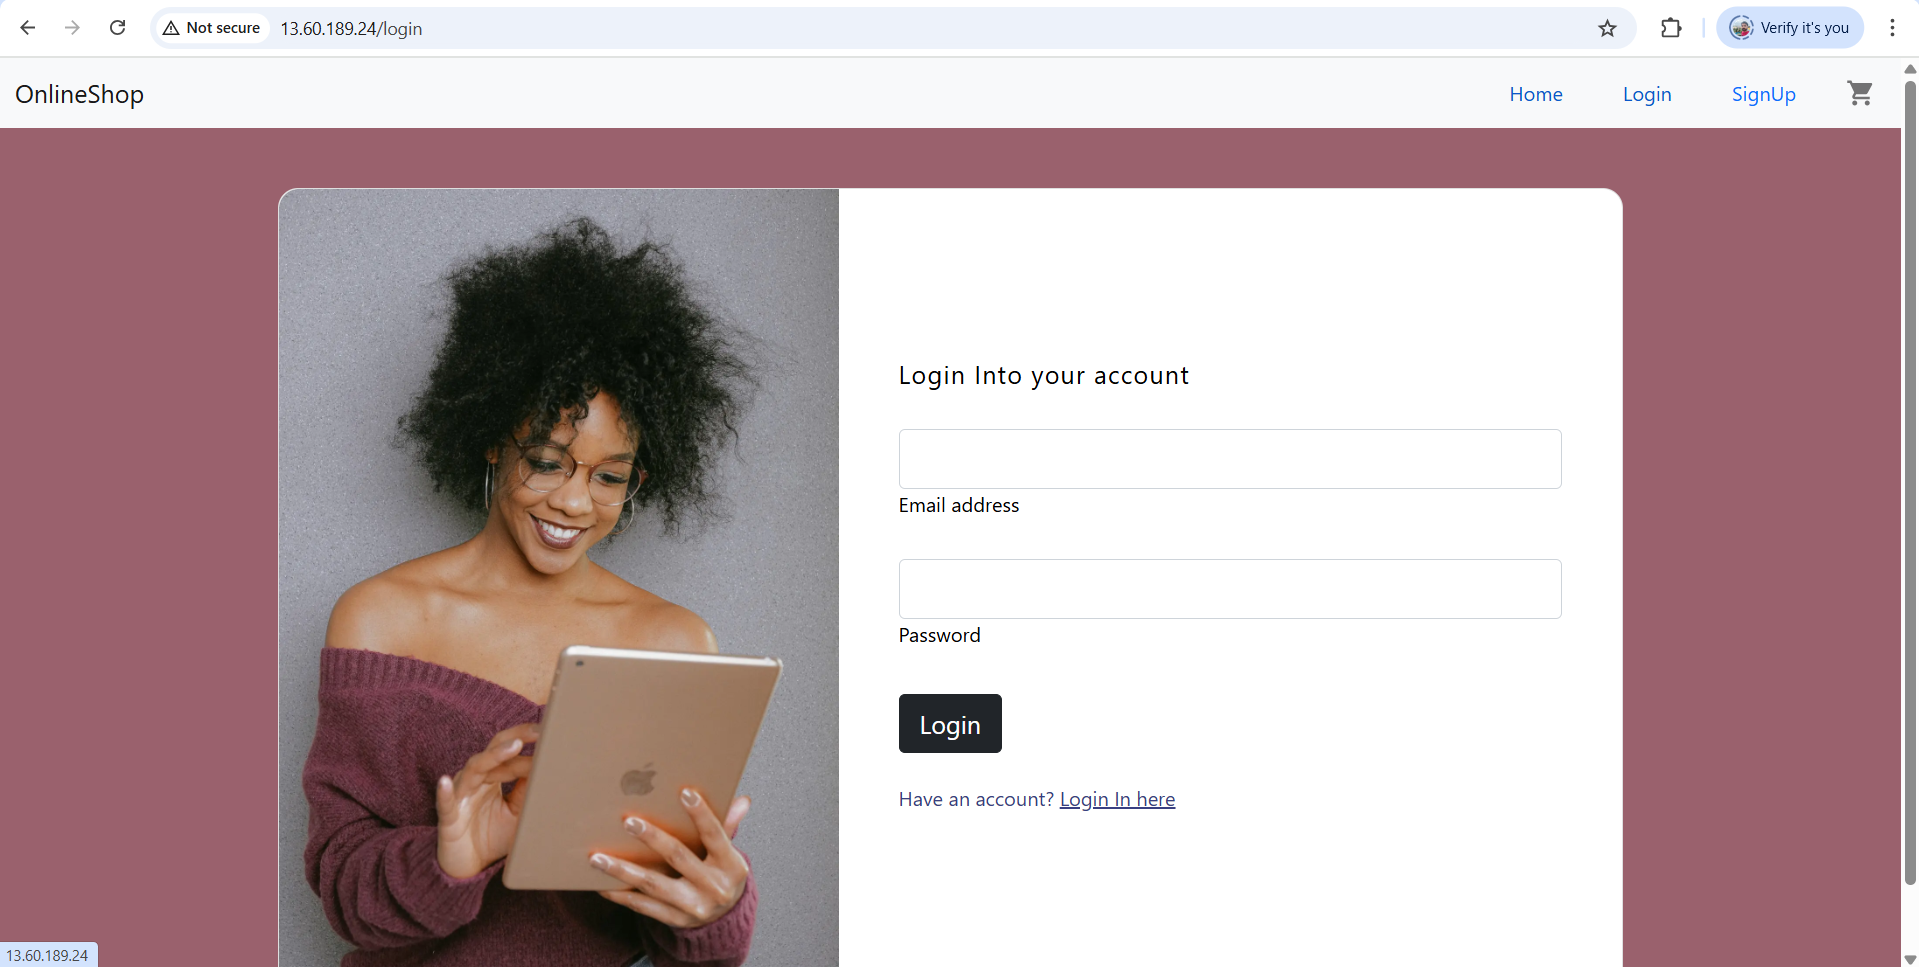 Not secure 13.60.189.24/login Verify it's you
OnlineShop Home Login SignUp
Login Into your account
Email address
Password
Login
Have an account? Login In here
13.60.189.24